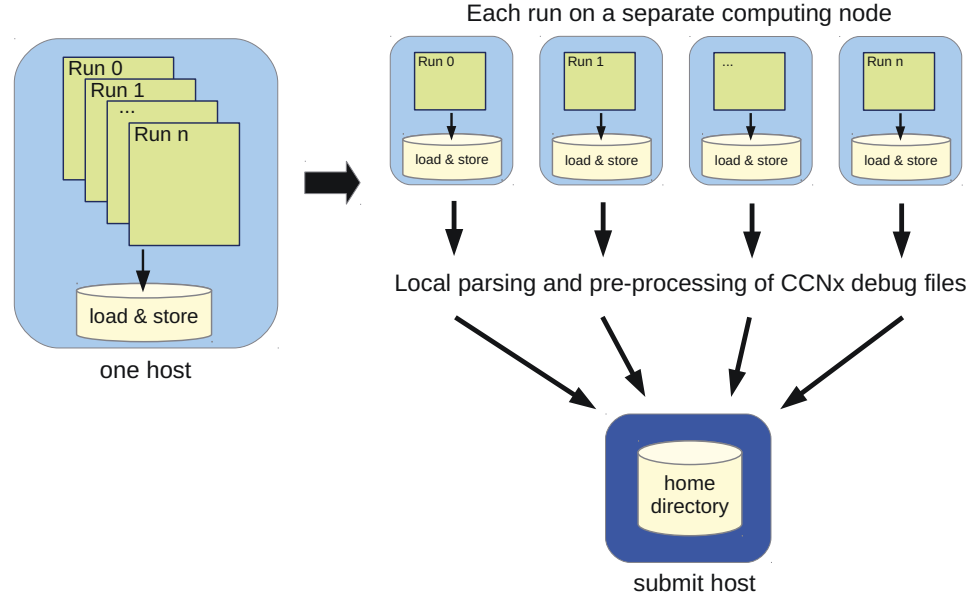 Each run on a separate computing node
Run 0
Run 1
...
Run n
load & store
one host
Run 0
load & store
Run 1
load & store
...
load & store
Run n
load & store
Local parsing and pre-processing of CCNx debug files
home
directory
submit host